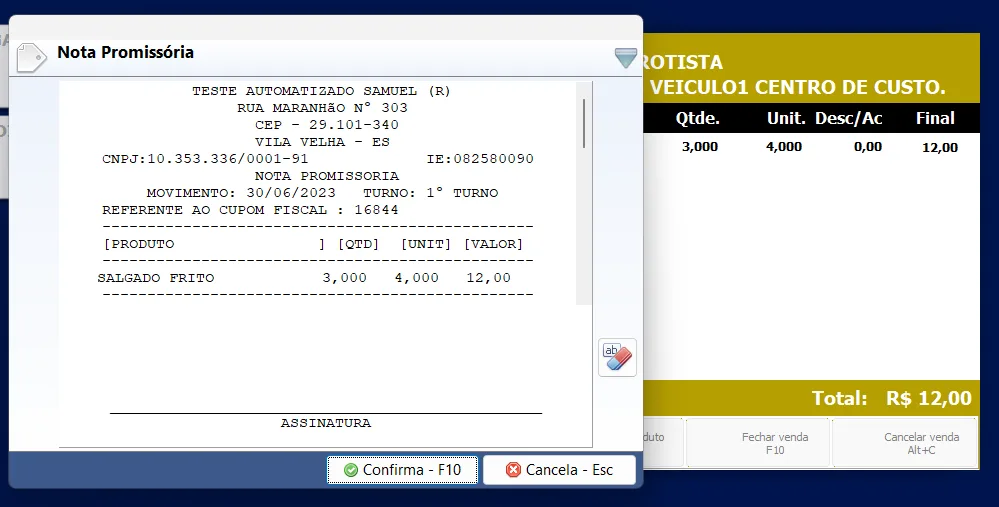 Nota Promissória
TESTE AUTOMATIZADO SAMUEL (R)
RUA MARANHãO Nº 303
CEP - 29.101-340
VILA VELHA - ES
CNPJ:10.353.336/0001-91 IE:082580090
NOTA PROMISSORIA
MOVIMENTO: 30/06/2023 TURNO: 1º TURNO
REFERENTE AO CUPOM FISCAL : 16844
------------------------------------------------
[PRODUTO ] [QTD] [UNIT] [VALOR]
------------------------------------------------
SALGADO FRITO 3,000 4,000 12,00
------------------------------------------------
ASSINATURA
ab
Confirma - F10 Cancela - Esc
ROTISTA
VEICULO1 CENTRO DE CUSTO.
Qtde. Unit. Desc/Ac Final
3,000 4,000 0,00 12,00
Total: R$ 12,00
duto
Fechar venda
F10
Cancelar venda
Alt+C